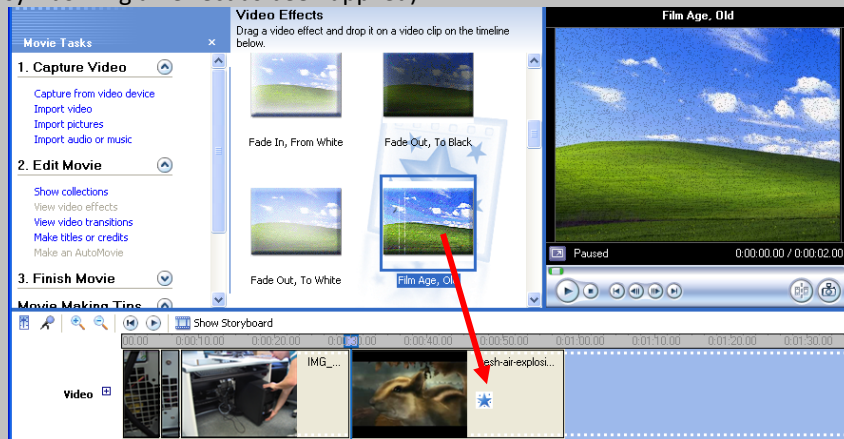 Video Effects
Drag a video effect and drop it on a video clip on the timeline
below.
Film Age, Old
Movie Tasks
1. Capture Video
Capture from video device
Import video
Import pictures
Import audio or music
2. Edit Movie
Show collections
View video effects
View video transitions
Make titles or credits
Make an AutoMovie
3. Finish Movie
Movie Making Tips
Fade In, From White
Fade Out, To Black
Fade Out, To White
Film Age, Old
Paused
0:00:00.00 / 0:00:02.00
Show Storyboard
00.00 0:00:10.00 0:00:20.00 0:00:40.00 0:00:50.00 0:01:00.00 0:01:10.00 0:01:20.00 0:01:30.00
Video
IMG_...
esh-air-explosi...